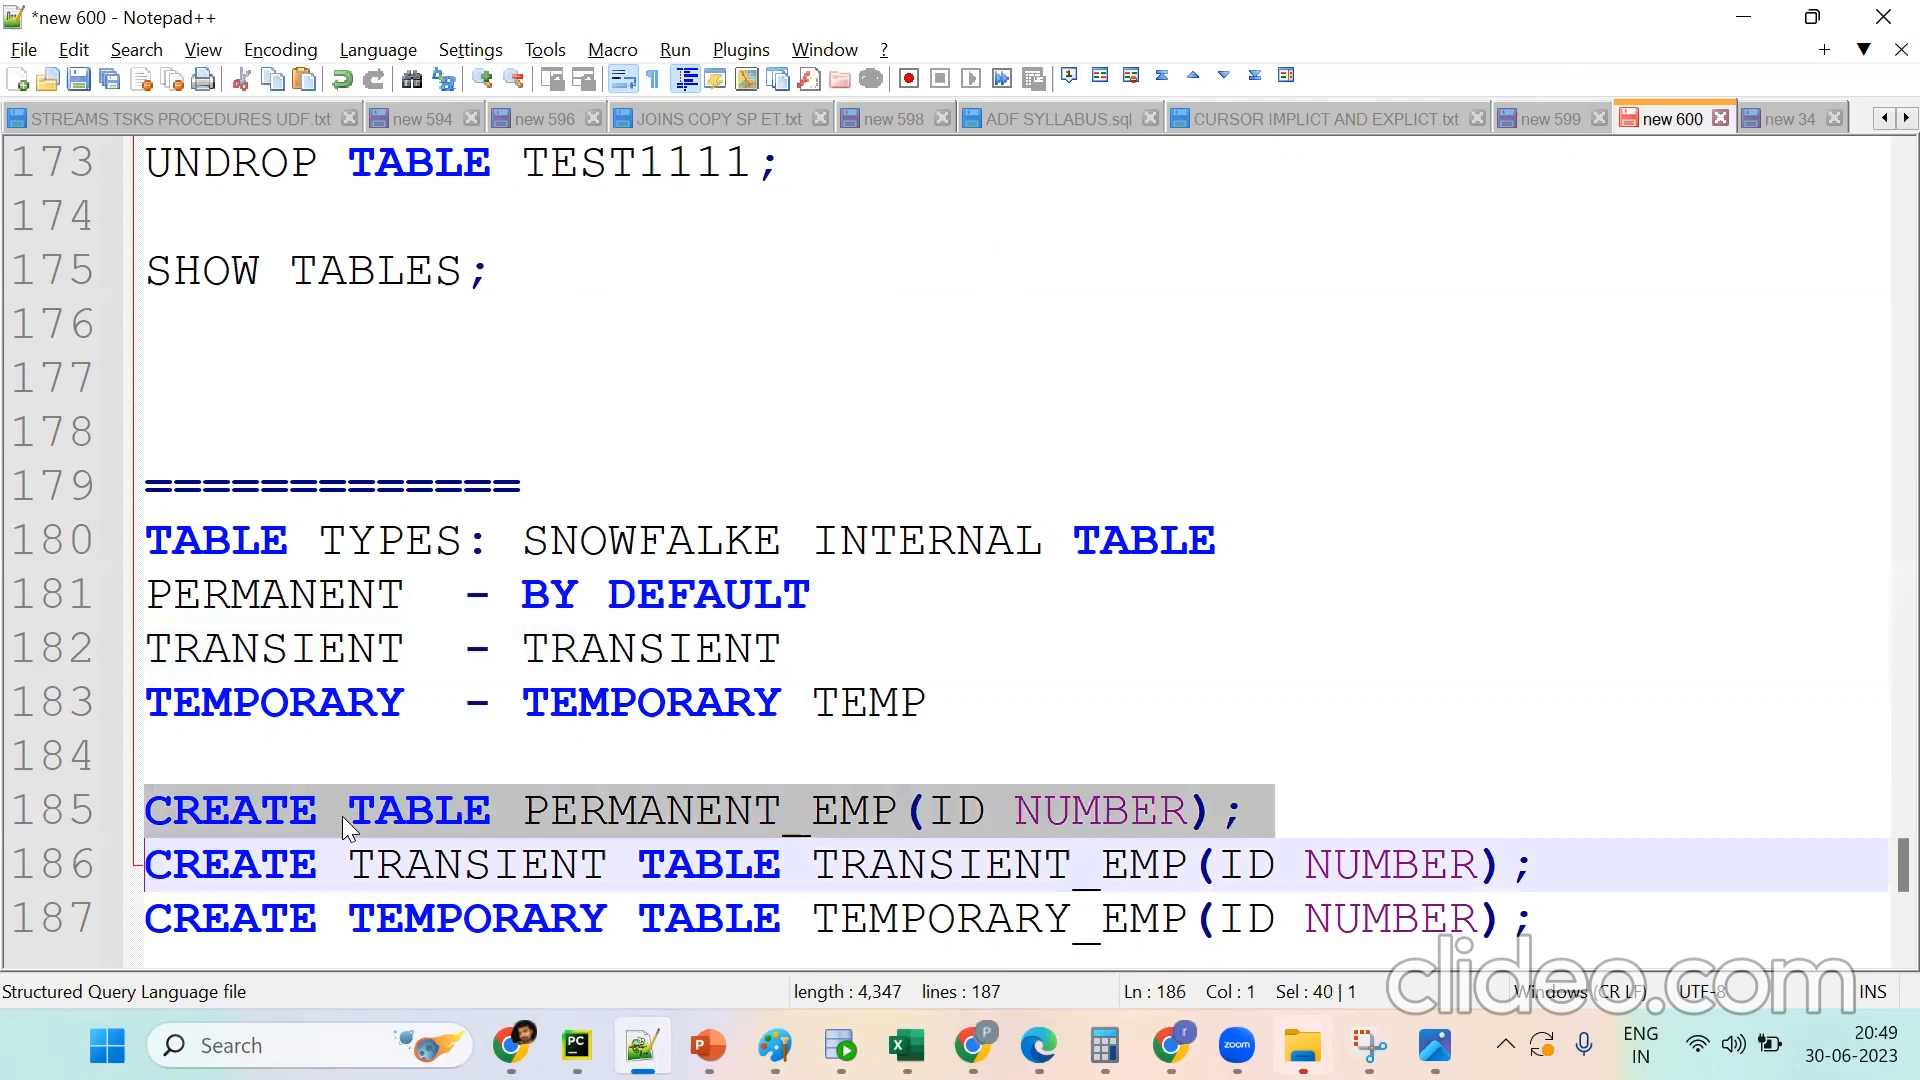 *new 600 - Notepad++
File Edit Search View Encoding Language Settings Tools Macro Run Plugins Window ?
STREAMS TSKS PROCEDURES UDF.txt new 594 new 596 JOINS COPY SP ET.txt new 598 ADF SYLLABUS.sql CURSOR IMPLICT AND EXPLICT.txt new 599 new 600 new 34
173 UNDROP TABLE TEST1111;
174
175 SHOW TABLES;
176
177
178
179 =============
180 TABLE TYPES: SNOWFALKE INTERNAL TABLE
181 PERMANENT - BY DEFAULT
182 TRANSIENT - TRANSIENT
183 TEMPORARY - TEMPORARY TEMP
184
185 CREATE TABLE PERMANENT_EMP(ID NUMBER);
186 CREATE TRANSIENT TABLE TRANSIENT_EMP(ID NUMBER);
187 CREATE TEMPORARY TABLE TEMPORARY_EMP(ID NUMBER);
clideo.com
Structured Query Language file length : 4,347 lines : 187 Ln : 186 Col : 1 Sel : 40 | 1 Windows (CR LF) UTF-8 INS
Search PC P r zoom ENG IN 20:49
30-06-2023